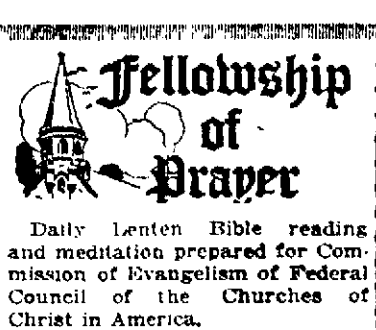 Fellowship
of
Prayer
Daily Lenten Bible reading
and meditation prepared for Com-
mission of Evangelism of Federal
Council of the Churches of
Christ in America.